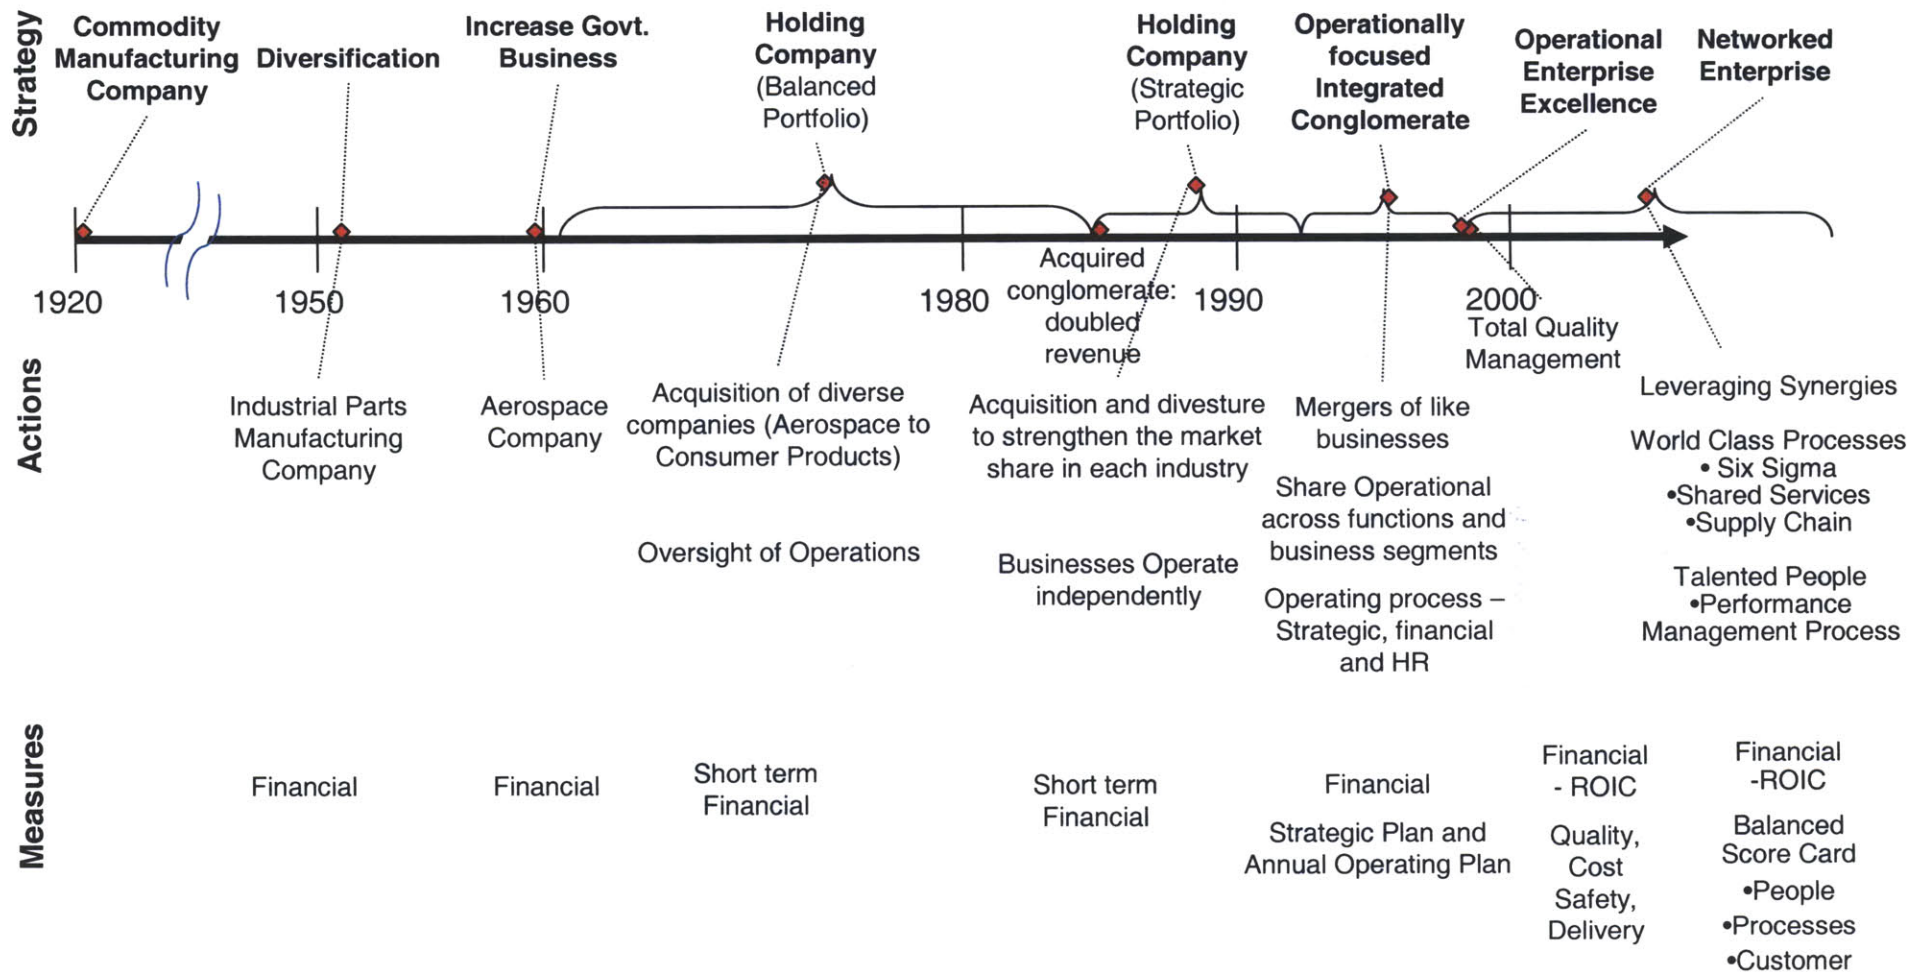 Strategy
Commodity
Manufacturing
Company
Diversification
Increase Govt.
Business
Holding
Company
(Balanced
Portfolio)
Holding
Company
(Strategic
Portfolio)
Operationally
focused
Integrated
Conglomerate
Operational
Enterprise
Excellence
Networked
Enterprise
1920
1950
1960
1980
1990
2000
Acquired
conglomerate:
doubled
revenue
Total Quality
Management
Actions
Industrial Parts
Manufacturing
Company
Aerospace
Company
Acquisition of diverse
companies (Aerospace to
Consumer Products)
Oversight of Operations
Acquisition and divesture
to strengthen the market
share in each industry
Businesses Operate
independently
Mergers of like
businesses
Share Operational
across functions and
business segments
Operating process –
Strategic, financial
and HR
Leveraging Synergies
World Class Processes
• Six Sigma
•Shared Services
•Supply Chain
Talented People
•Performance
Management Process
Measures
Financial
Financial
Short term
Financial
Short term
Financial
Financial
Strategic Plan and
Annual Operating Plan
Financial
- ROIC
Quality,
Cost
Safety,
Delivery
Financial
-ROIC
Balanced
Score Card
•People
•Processes
•Customer